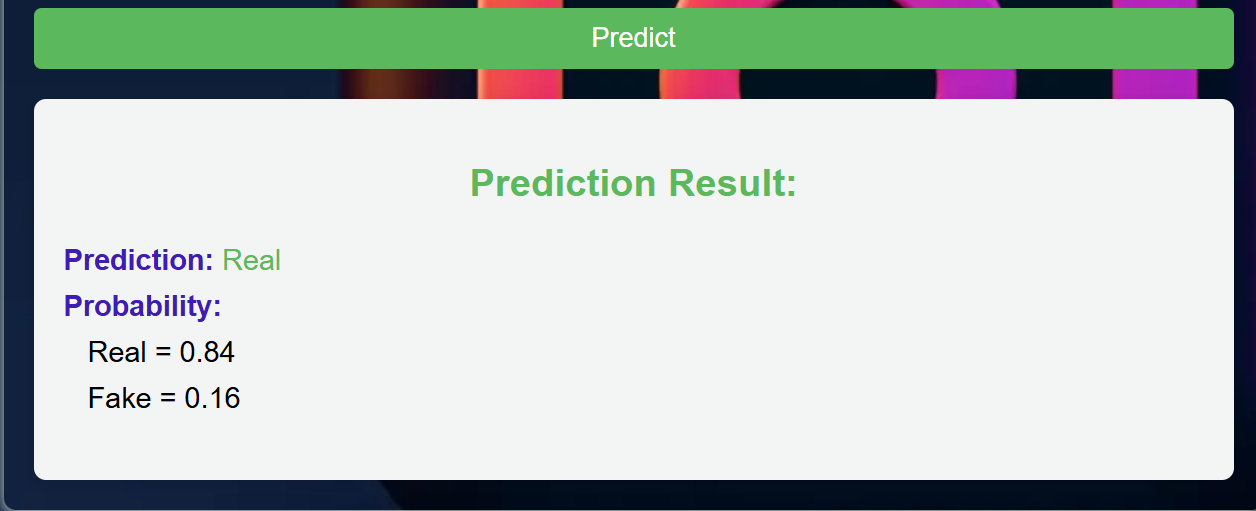 Predict
Prediction Result:
Prediction: Real
Probability:
Real = 0.84
Fake = 0.16